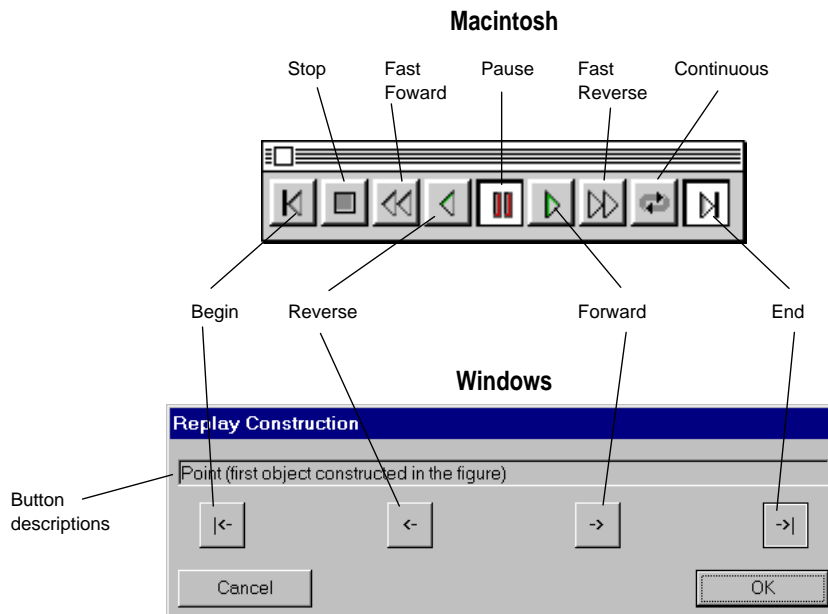 Macintosh
Stop
Fast
Foward
Pause
Fast
Reverse
Continuous
Begin
Reverse
Forward
End
Windows
Replay Construction
Point (first object constructed in the figure)
Button
descriptions
|<-
<-
->
->|
Cancel
OK